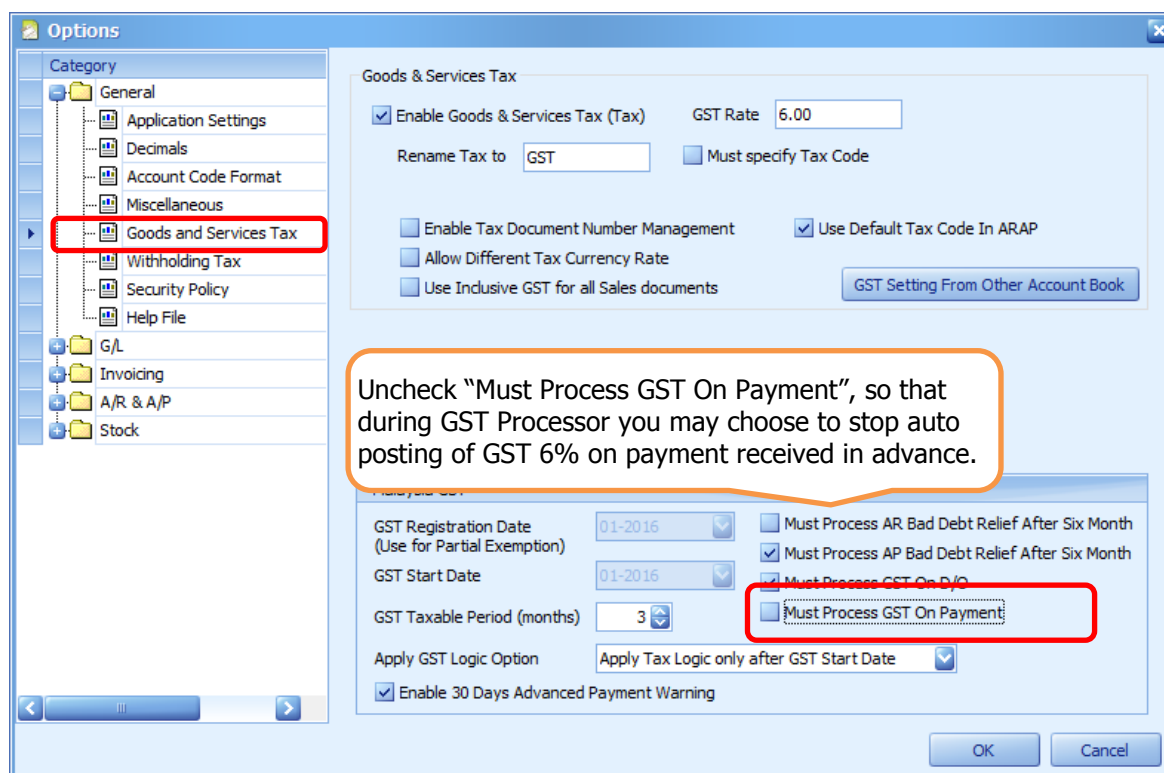 Options
Category
General
Application Settings
Decimals
Account Code Format
Miscellaneous
Goods and Services Tax
Withholding Tax
Security Policy
Help File
G/L
Invoicing
A/R & A/P
Stock
Goods & Services Tax
Enable Goods & Services Tax (Tax) GST Rate 6.00
Rename Tax to GST Must specify Tax Code
Enable Tax Document Number Management Use Default Tax Code In ARAP
Allow Different Tax Currency Rate
Use Inclusive GST for all Sales documents GST Setting From Other Account Book
Uncheck “Must Process GST On Payment”, so that
during GST Processor you may choose to stop auto
posting of GST 6% on payment received in advance.
Malaysia GST
GST Registration Date 01-2016 Must Process AR Bad Debt Relief After Six Month
(Use for Partial Exemption) Must Process AP Bad Debt Relief After Six Month
GST Start Date 01-2016 Must Process GST On D/O
GST Taxable Period (months) 3 Must Process GST On Payment
Apply GST Logic Option Apply Tax Logic only after GST Start Date
Enable 30 Days Advanced Payment Warning
OK Cancel